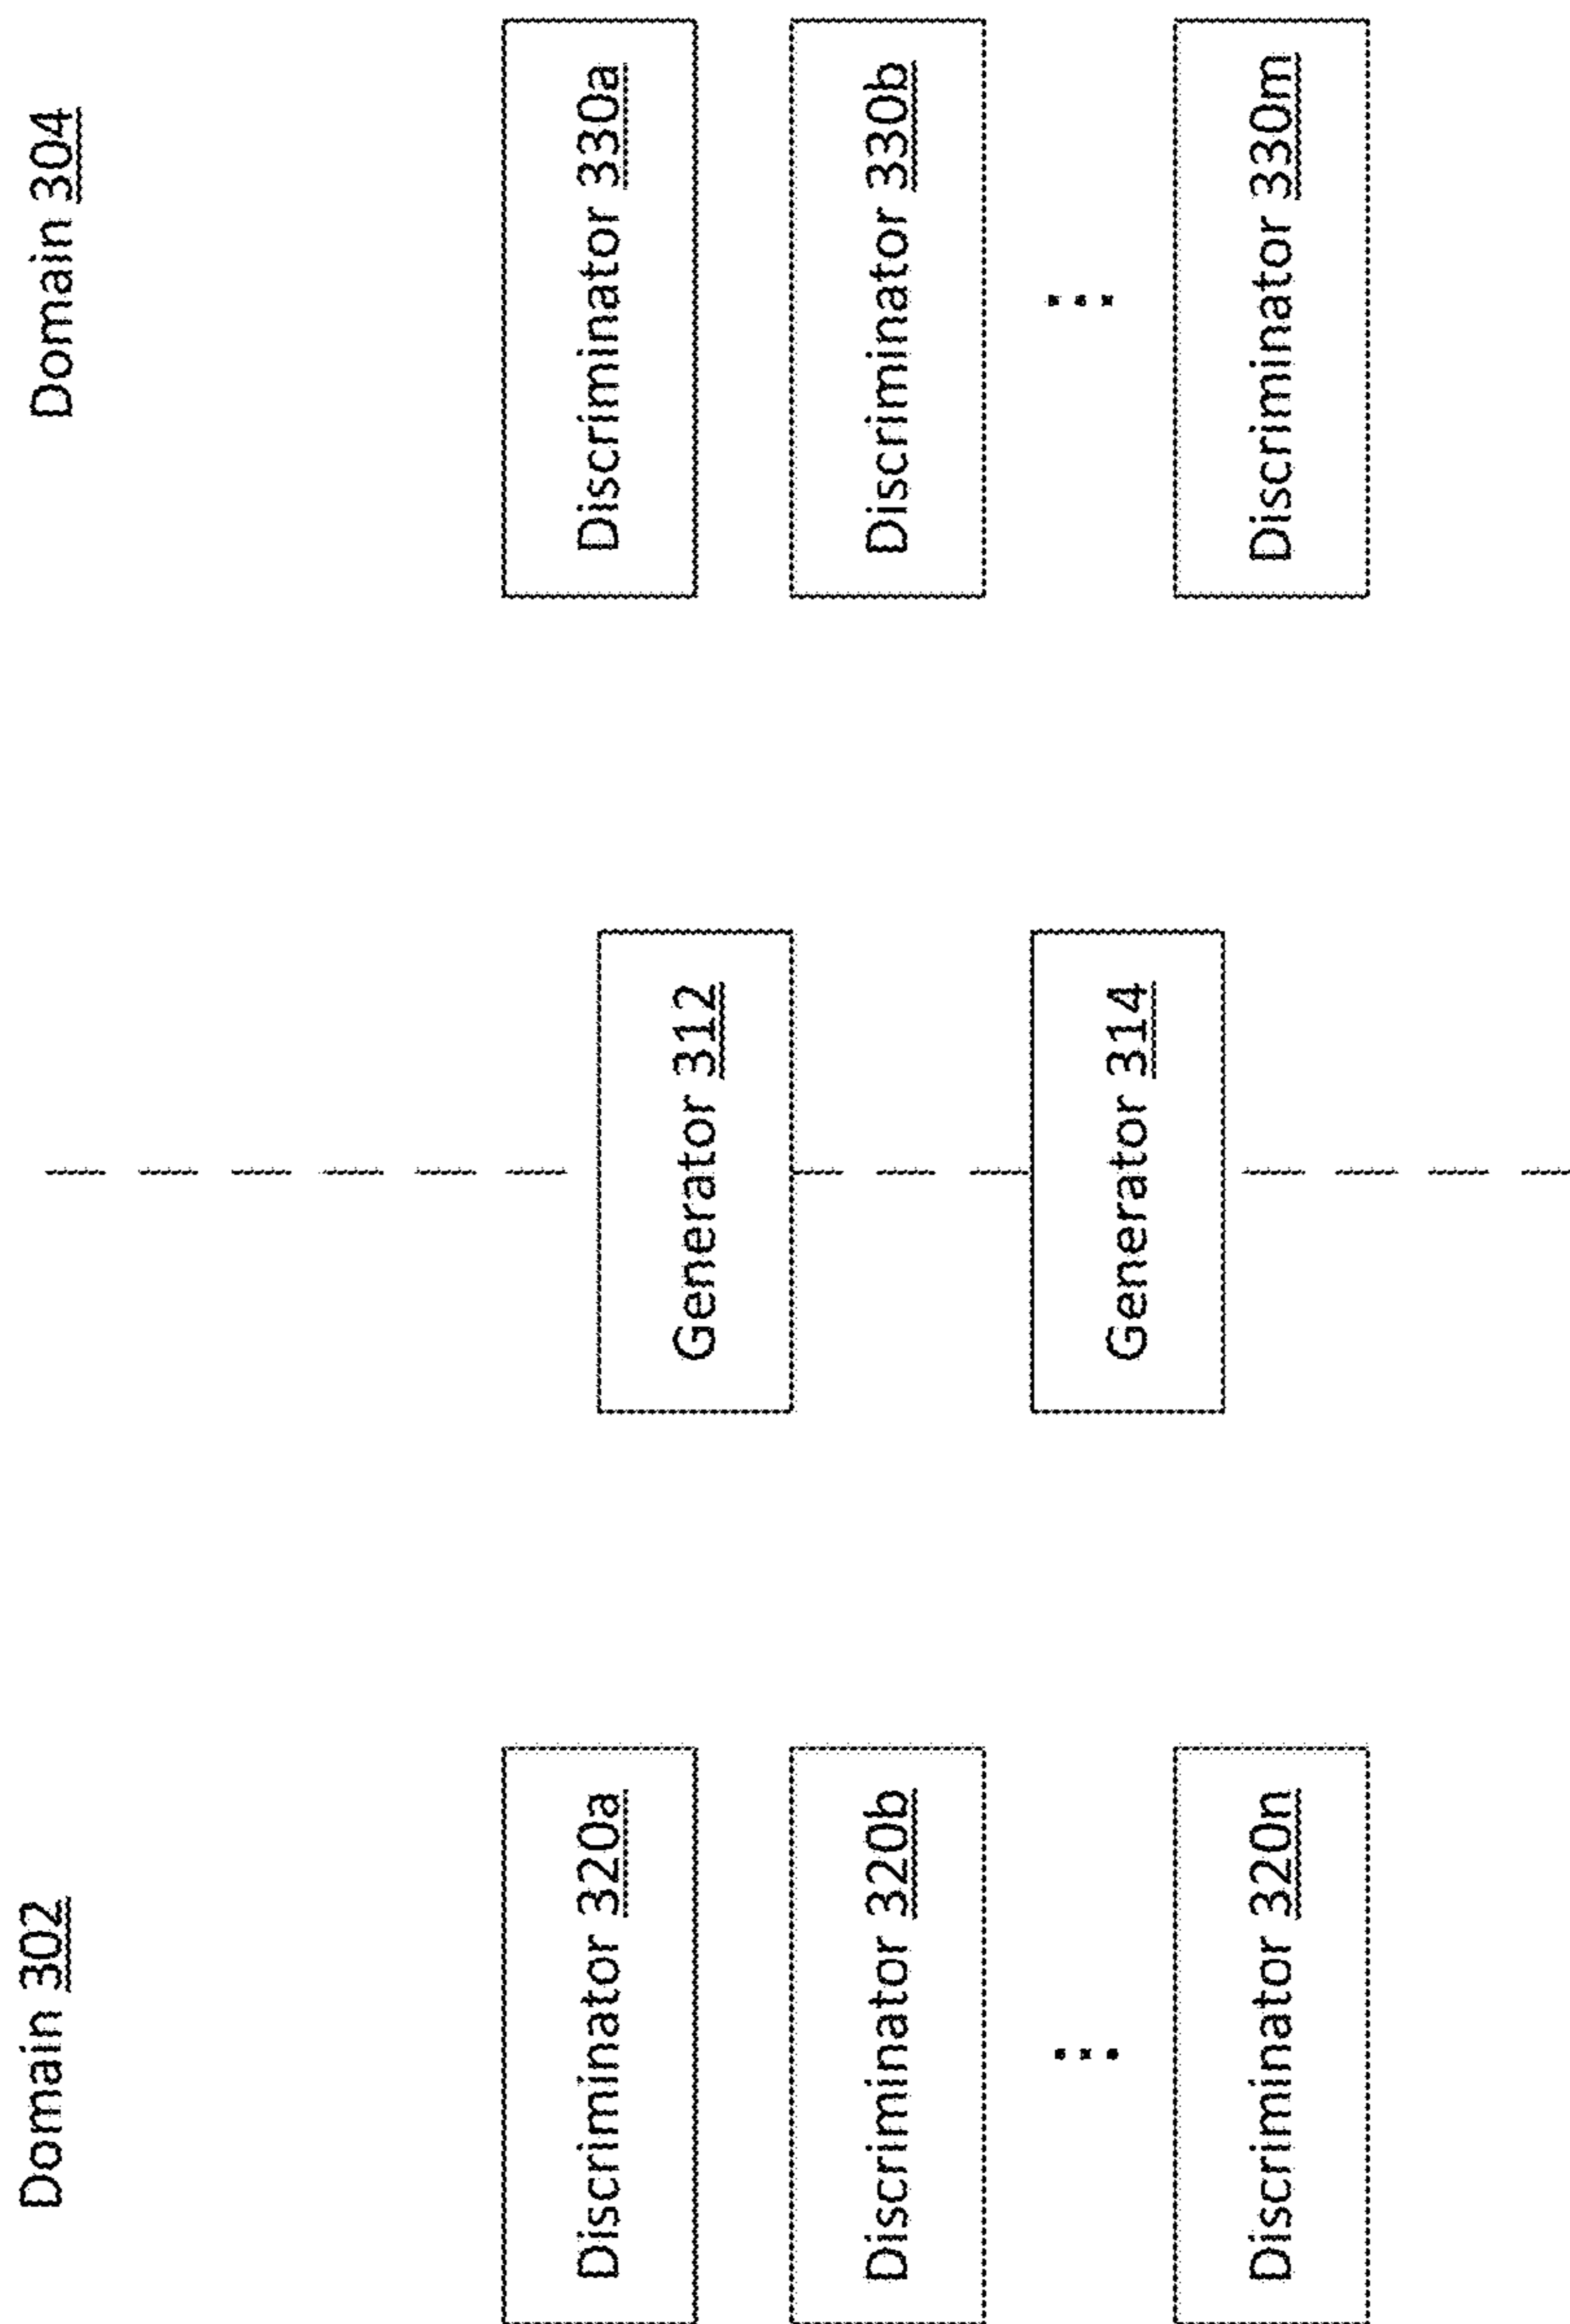 Domain 302
Domain 304
Discriminator 320a
Discriminator 330a
Generator 312
Discriminator 320b
Discriminator 330b
...
...
Generator 314
Discriminator 320n
Discriminator 330m